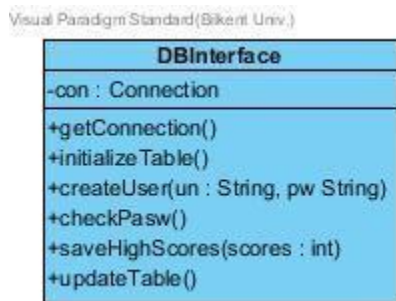 Visual Paradigm Standard(Bilkent Univ.)
DBInterface
-con : Connection
+getConnection()
+initializeTable()
+createUser(un : String, pw String)
+checkPasw()
+saveHighScores(scores : int)
+updateTable()